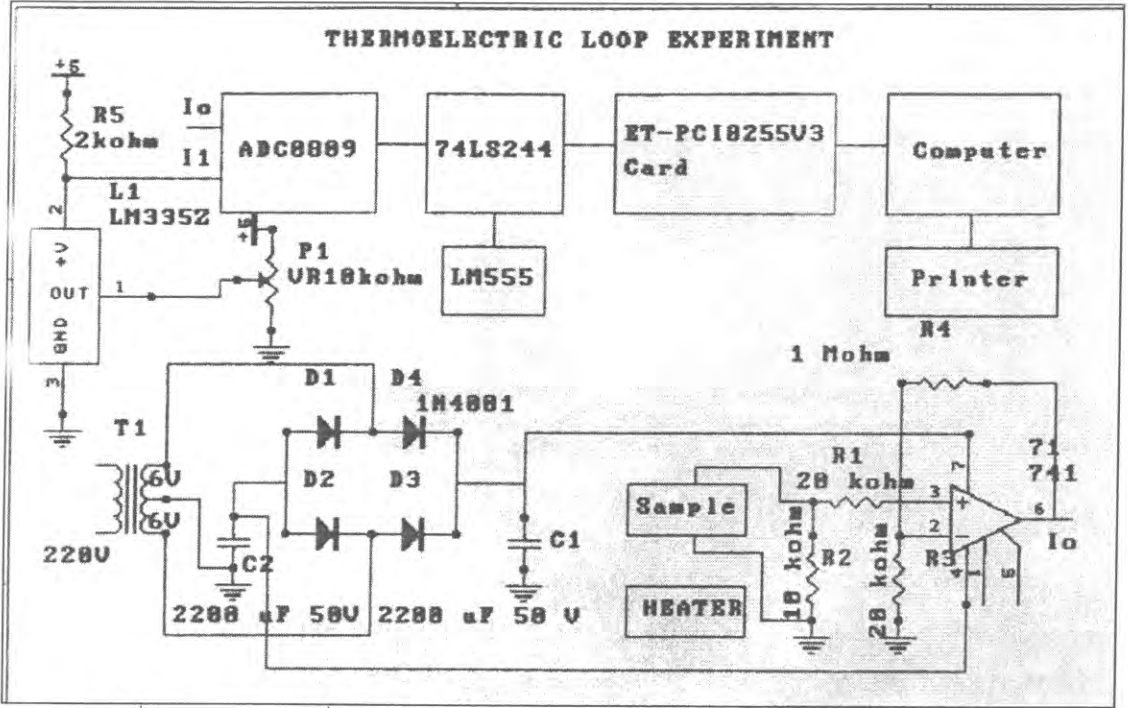 THERMOELECTRIC LOOP EXPERIMENT
+5
R5
2kohm
Io
I1
ADC0809
74LS244
ET-PCI8255V3
Card
Computer
L1
LM335Z
2
+5
P1
VR10kohm
LM555
Printer
+V
OUT
GND
1
3
R4
1 Mohm
D1
D4
1N4001
T1
6V
6V
220V
D2
D3
C2
C1
2200 uF 50V
2200 uF 50 V
Sample
HEATER
R1
20 kohm
R2
10 kohm
R3
20 kohm
71
741
7
3
+
2
-
6
Io
4
1
5